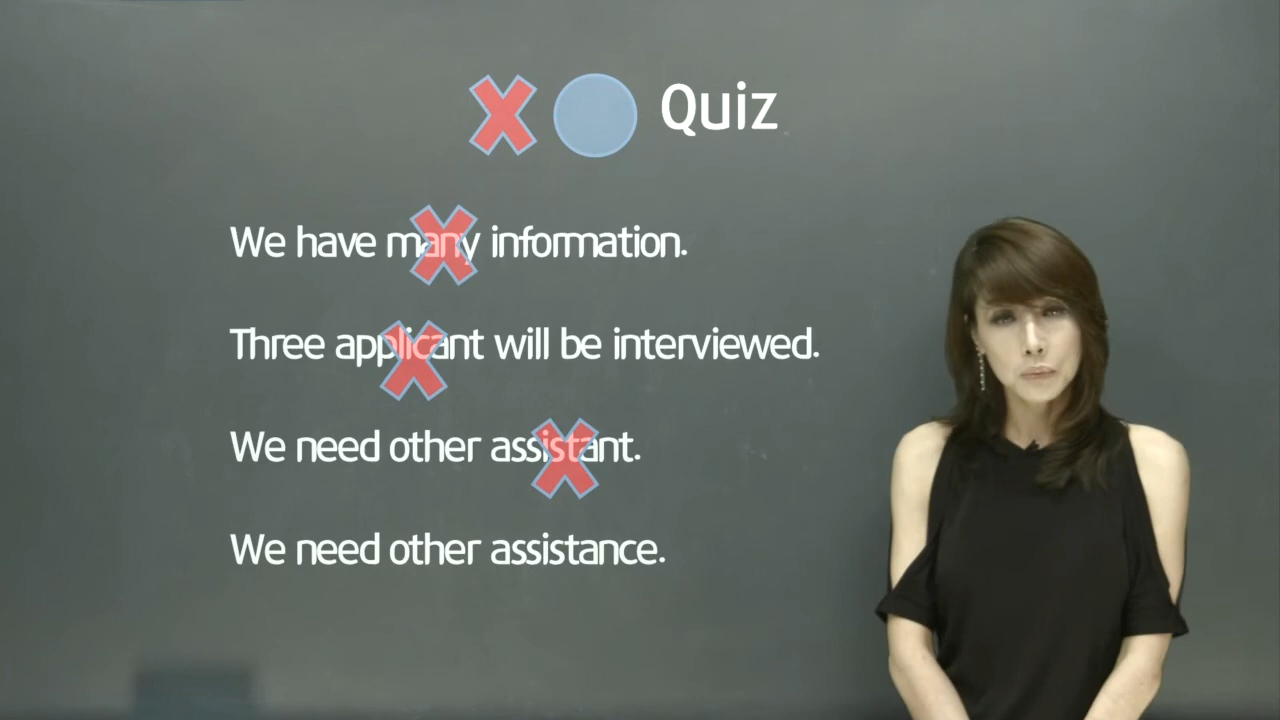 Quiz
We have many information.
Three applicant will be interviewed.
We need other assistant.
We need other assistance.